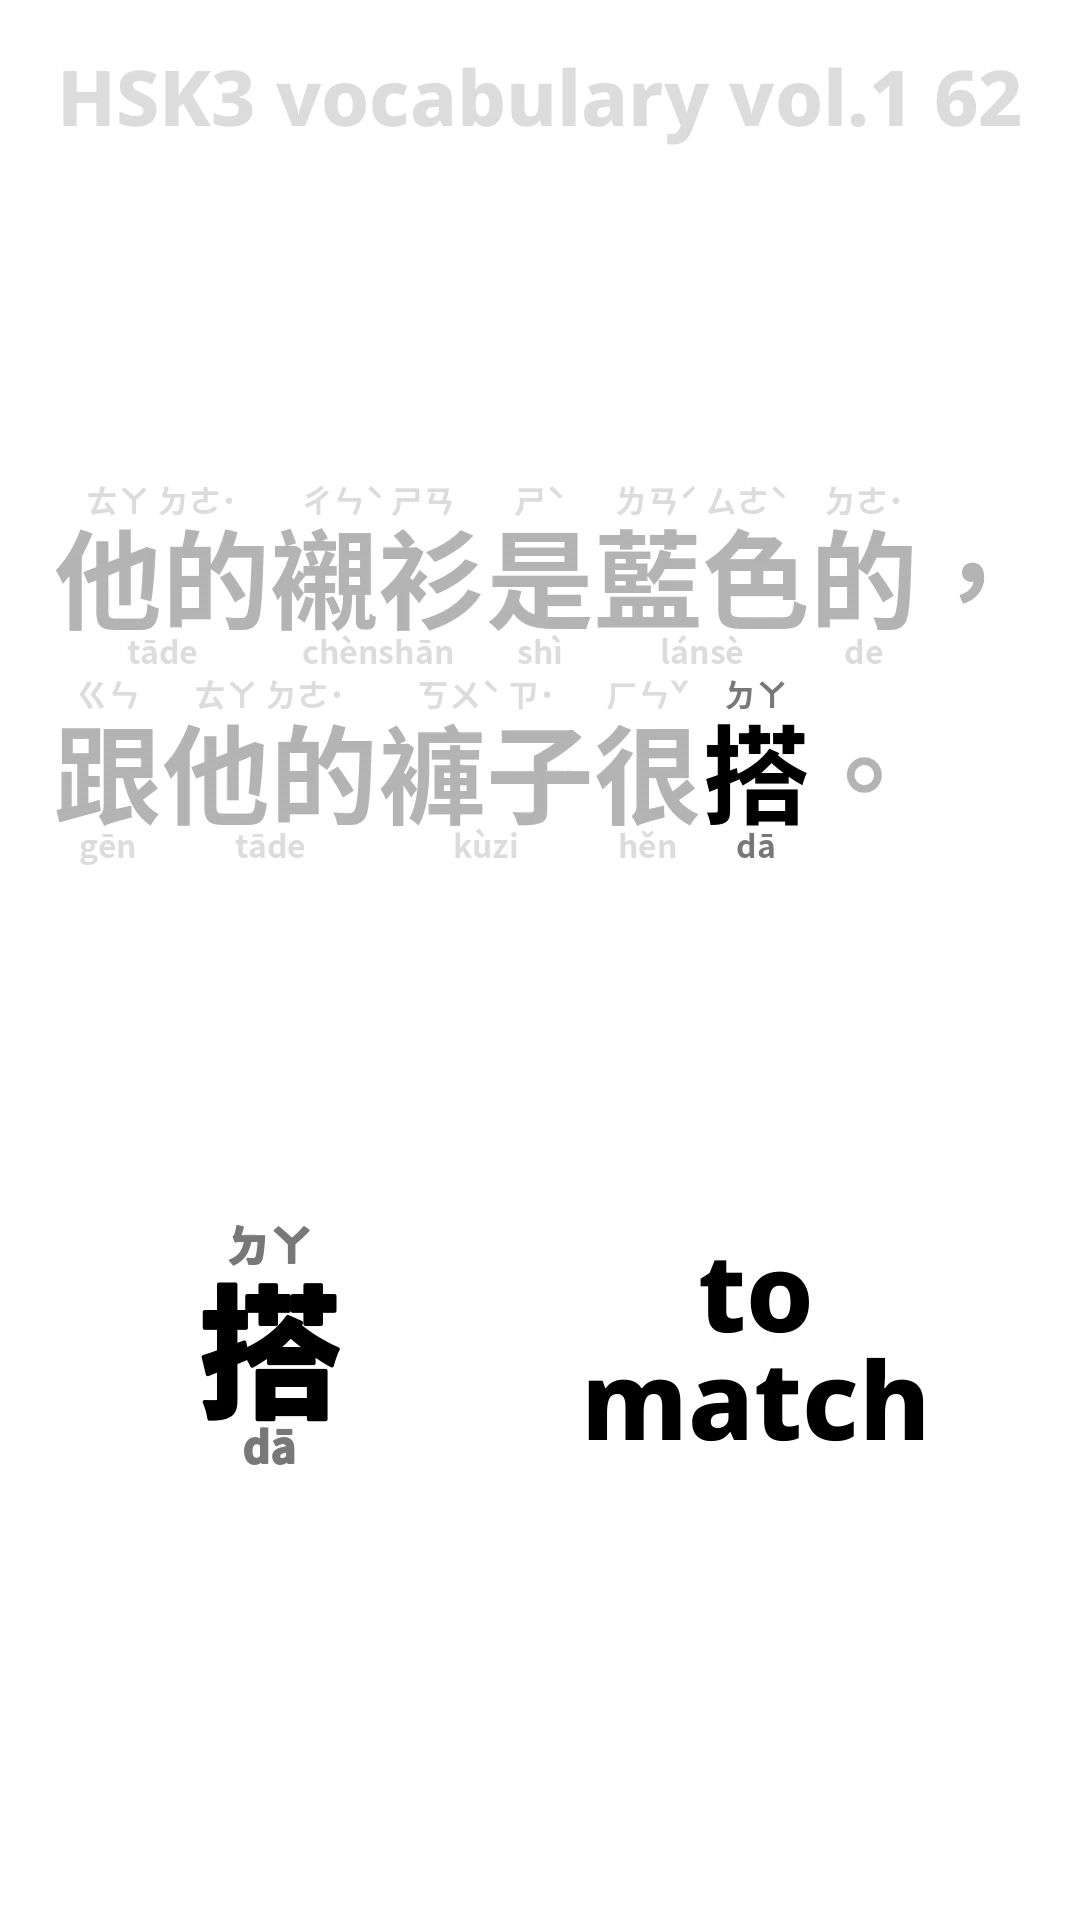 HSK3 vocabulary vol.1 62
ㄊㄚ ㄉㄜ˙ ㄔㄣˋ ㄕㄢ ㄕˋ ㄌㄢˊ ㄙㄜˋ ㄉㄜ˙
他的襯衫是藍色的，
tāde chènshān shì lánsè de
ㄍㄣ ㄊㄚ ㄉㄜ˙ ㄎㄨˋ ㄗ˙ ㄏㄣˇ ㄉㄚ
跟他的褲子很搭。
gēn tāde kùzi hěn dā
ㄉㄚ
搭
dā
to
match